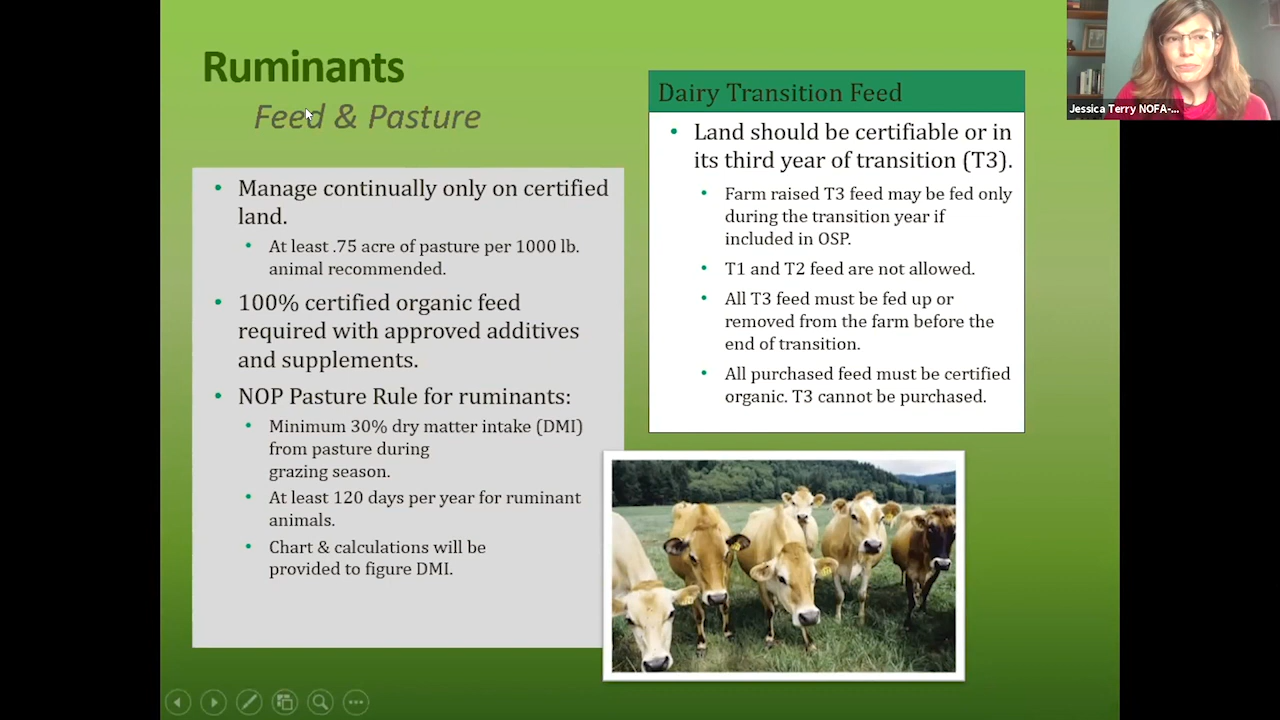 Ruminants
Feed & Pasture
Manage continually only on certified
land.
At least .75 acre of pasture per 1000 lb.
animal recommended.
100% certified organic feed
required with approved additives
and supplements.
NOP Pasture Rule for ruminants:
Minimum 30% dry matter intake (DMI)
from pasture during
grazing season.
At least 120 days per year for ruminant
animals.
Chart & calculations will be
provided to figure DMI.
Dairy Transition Feed
Land should be certifiable or in
its third year of transition (T3).
Farm raised T3 feed may be fed only
during the transition year if
included in OSP.
T1 and T2 feed are not allowed.
All T3 feed must be fed up or
removed from the farm before the
end of transition.
All purchased feed must be certified
organic. T3 cannot be purchased.
Jessica Terry NOFA-...